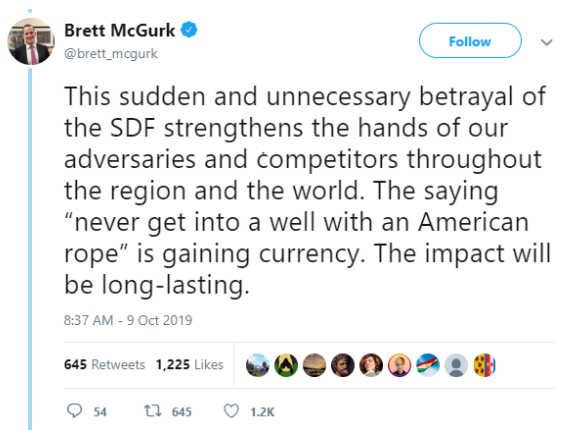 Brett McGurk
@brett_mcgurk
Follow
This sudden and unnecessary betrayal of
the SDF strengthens the hands of our
adversaries and competitors throughout
the region and the world. The saying
“never get into a well with an American
rope” is gaining currency. The impact will
be long-lasting.
8:37 AM - 9 Oct 2019
645 Retweets 1,225 Likes
54 645 1.2K